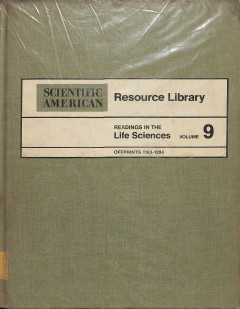 SCIENTIFIC
AMERICAN
Resource Library
READINGS IN THE
Life Sciences VOLUME 9
OFFPRINTS 1163-1204